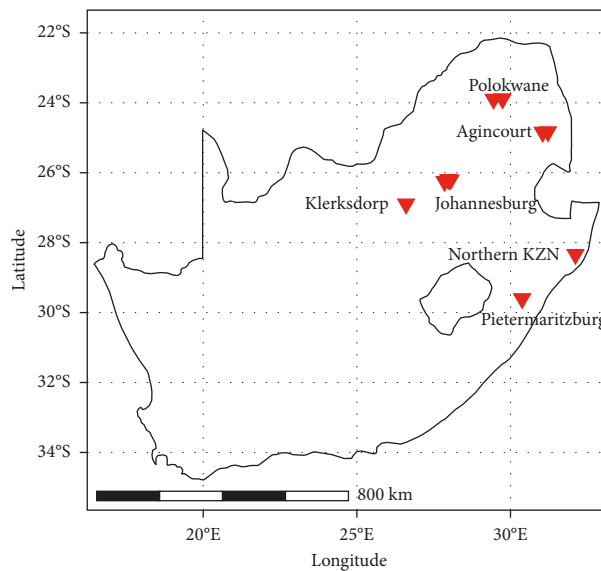 22°S
Polokwane
24°S
Agincourt
26°S
Klerksdorp
Johannesburg
Latitude
28°S
Northern KZN
30°S
Pietermaritzburg
32°S
34°S
800 km
20°E
25°E
30°E
Longitude